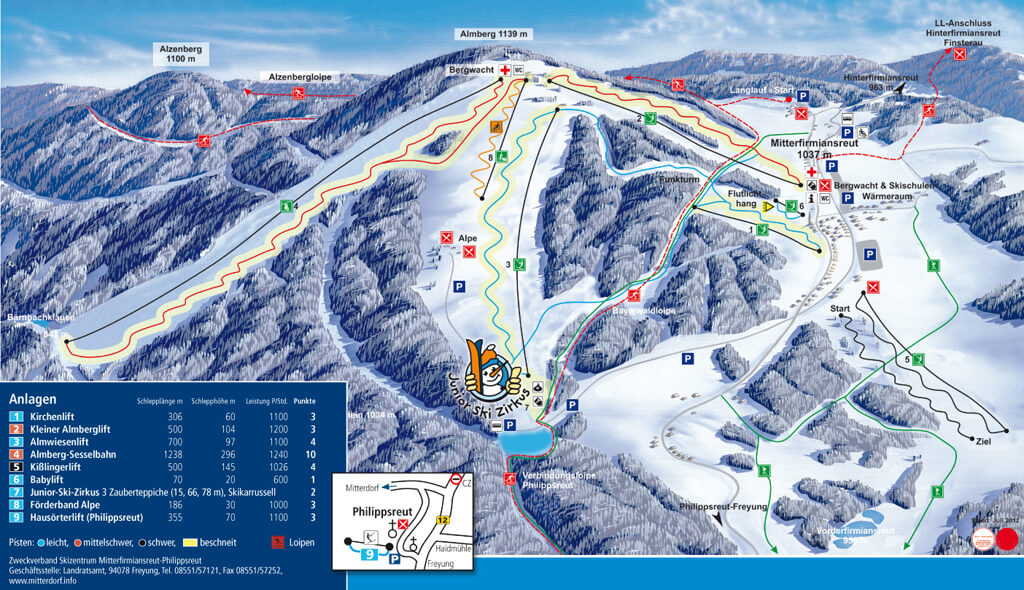 Almberg 1139 m
LL-Anschluss
Hinterfirmiansreut
Finsterau
Alzenberg
1100 m
Bergwacht
WC
Alzenbergloipe
Hinterfirmiansreut
963 m
Langlauf - Start
P
2
P
Mitterfirmiansreut
1037 m
P
8
Bergwacht & Skischulen
Wärmeraum
Funkturm
Flutlicht
hang
6
i
WC
P
4
1
Alpe
P
3
P
Barnbachklause
Bayerwaldloipe
Start
P
5
Junior Ski Zirkus
7
P
P
1034 m
Ziel
Verbindungsloipe
Philippsreut
Philippsreut-Freyung
Vorderfirmiansreut
Anlagen Schlepplänge m Schlepphöhe m Leistung P/Std. Punkte
1 Kirchenlift 306 60 1100 3
2 Kleiner Almberglift 500 104 1200 3
3 Almwiesenlift 700 97 1100 4
4 Almberg-Sesselbahn 1238 296 1240 10
5 Kißlingerlift 500 145 1026 4
6 Babylift 70 20 600 1
7 Junior-Ski-Zirkus 3 Zauberteppiche (15, 66, 78 m), Skikarrussell 2
8 Förderband Alpe 186 30 1000 3
9 Hausörterlift (Philippsreut) 355 70 1100 3
Pisten: leicht, mittelschwer, schwer, beschneit Loipen
Zweckverband Skizentrum Mitterfirmiansreut-Philippsreut
Geschäftsstelle: Landratsamt, 94078 Freyung, Tel. 08551/57121, Fax 08551/57252,
www.mitterdorf.info
Mitterdorf
CZ
Philippsreut
12
9
P
Haidmühle
Freyung